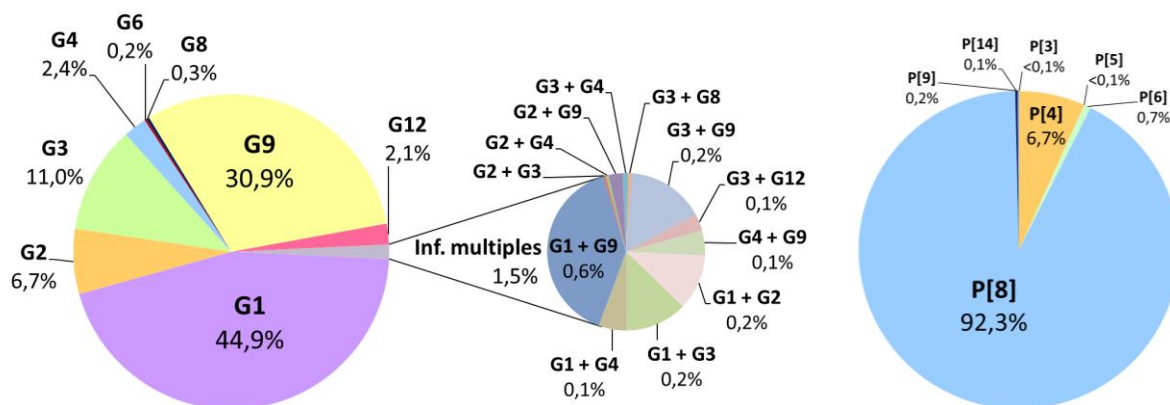 G6
0,2%
G8
0,3%
G4
2,4%
G3
11,0%
G2
6,7%
G1
44,9%
G9
30,9%
G12
2,1%
Inf. multiples
1,5%
G3 + G4
G2 + G9
G2 + G4
G2 + G3
G1 + G9
0,6%
G3 + G8
G3 + G9
0,2%
G3 + G12
0,1%
G4 + G9
0,1%
G1 + G2
0,2%
G1 + G3
0,2%
G1 + G4
0,1%
P[14]
0,1%
P[9]
0,2%
P[3]
<0,1%
P[5]
<0,1%
P[6]
0,7%
P[4]
6,7%
P[8]
92,3%